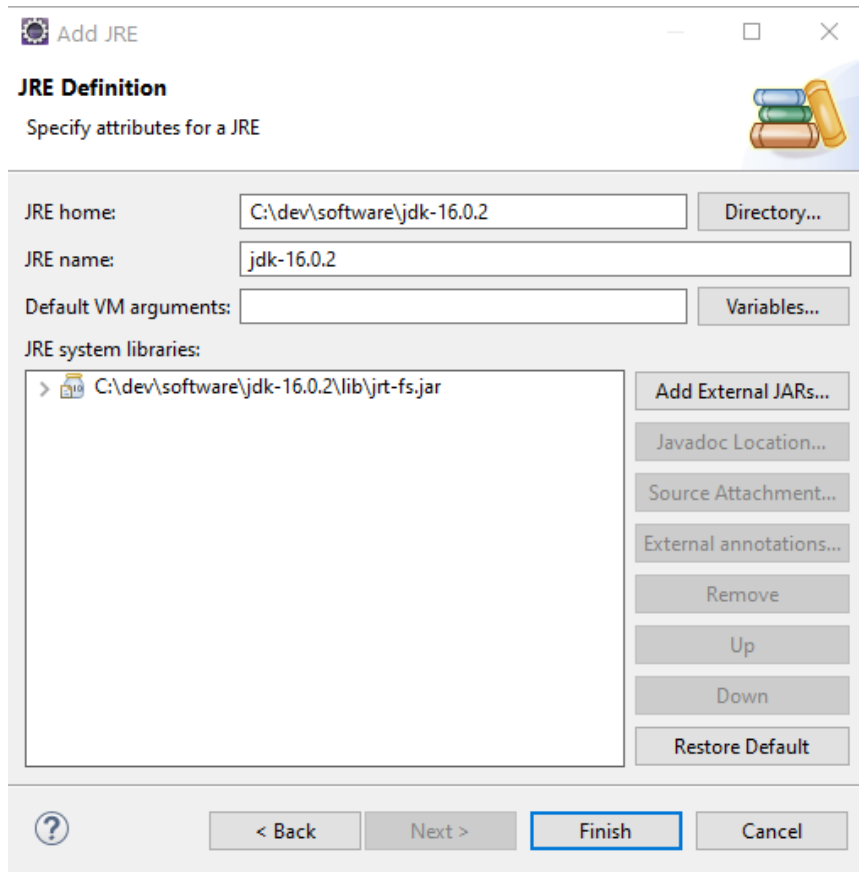 Add JRE
JRE Definition
Specify attributes for a JRE
JRE home: C:\dev\software\jdk-16.0.2 Directory...
JRE name: jdk-16.0.2
Default VM arguments: Variables...
JRE system libraries:
C:\dev\software\jdk-16.0.2\lib\jrt-fs.jar
Add External JARs...
Javadoc Location...
Source Attachment...
External annotations...
Remove
Up
Down
Restore Default
? < Back Next > Finish Cancel